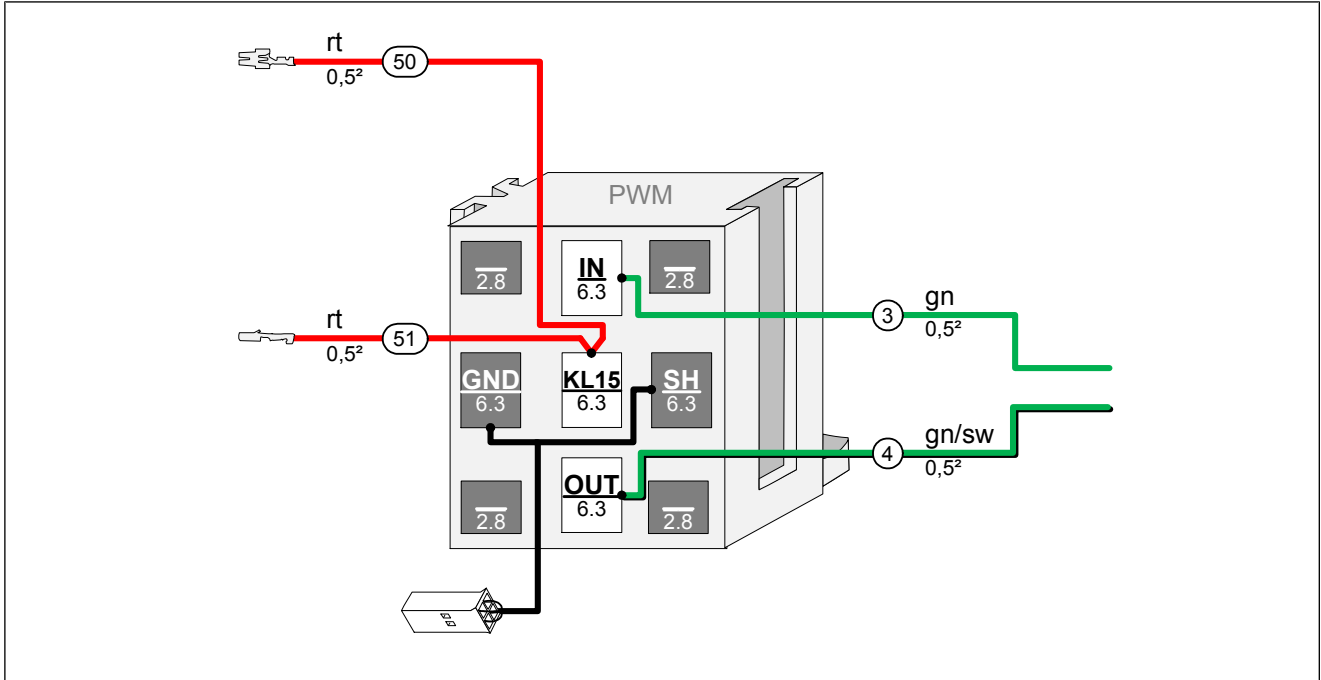 rt
50
0,5²
PWM
2.8
IN
6.3
2.8
3
gn
0,5²
rt
51
0,5²
GND
6.3
KL15
6.3
SH
6.3
4
gn/sw
0,5²
2.8
OUT
6.3
2.8